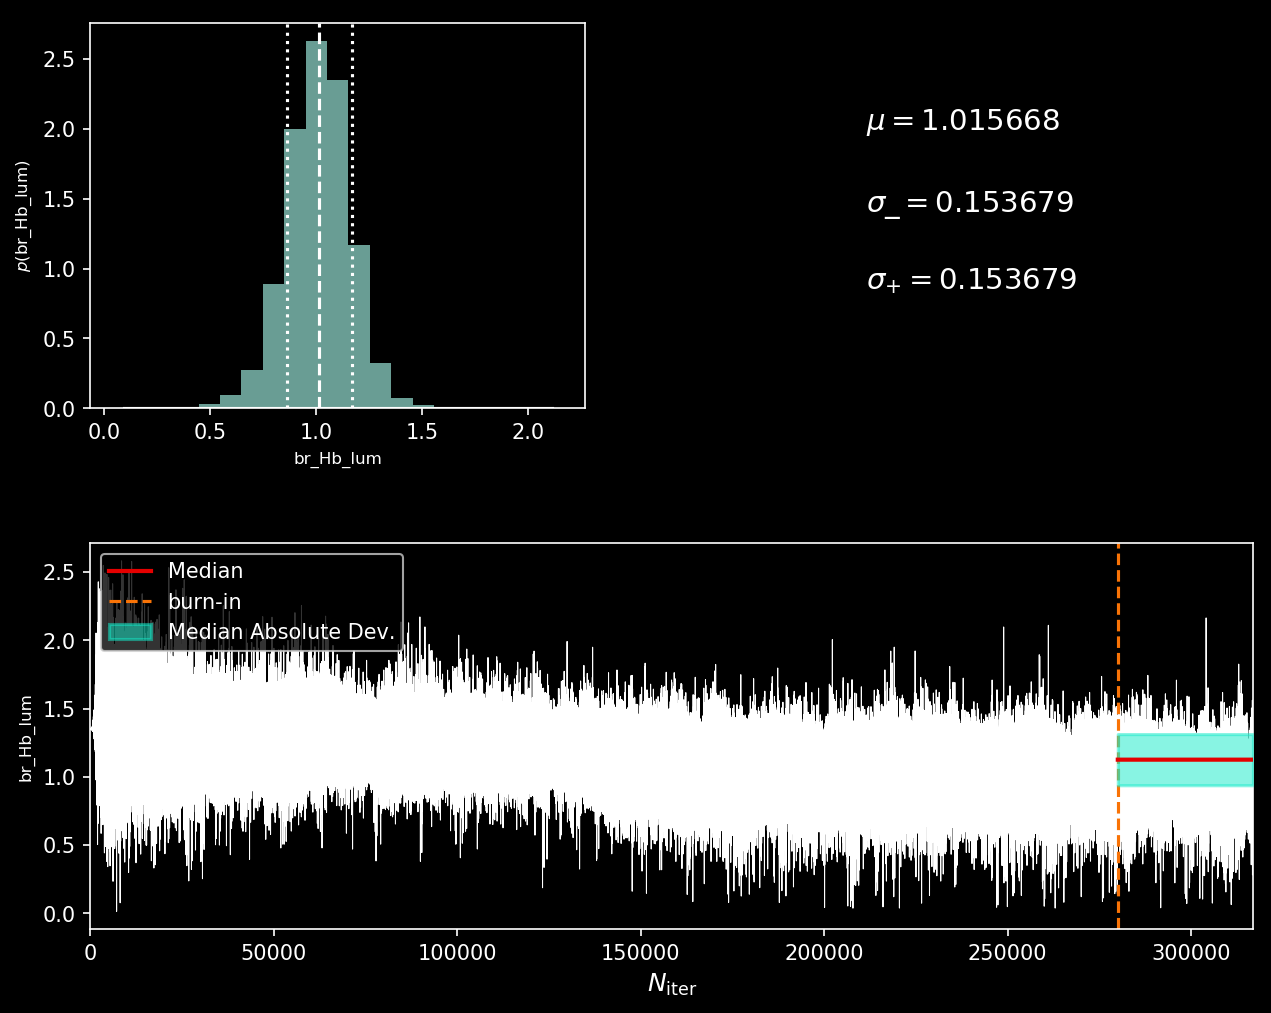 2.5
2.0
1.5
1.0
0.5
0.0
p(br_Hb_lum)
0.0 0.5 1.0 1.5 2.0
br_Hb_lum
μ = 1.015668
σ_ = 0.153679
σ+ = 0.153679
Median
burn-in
Median Absolute Dev.
2.5
2.0
1.5
1.0
0.5
0.0
br_Hb_lum
0 50000 100000 150000 200000 250000 300000
Niter